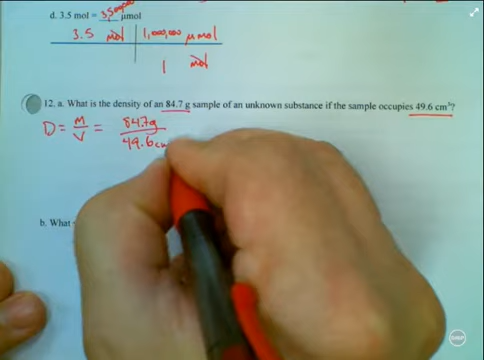 d. 3.5 mol = 3,500,000 μmol
3.5 mol 1,000,000 μmol
1 mol
12. a. What is the density of an 84.7 g sample of an unknown substance if the sample occupies 49.6 cm³?
D = M/V = 84.7g/49.6cm
b. What